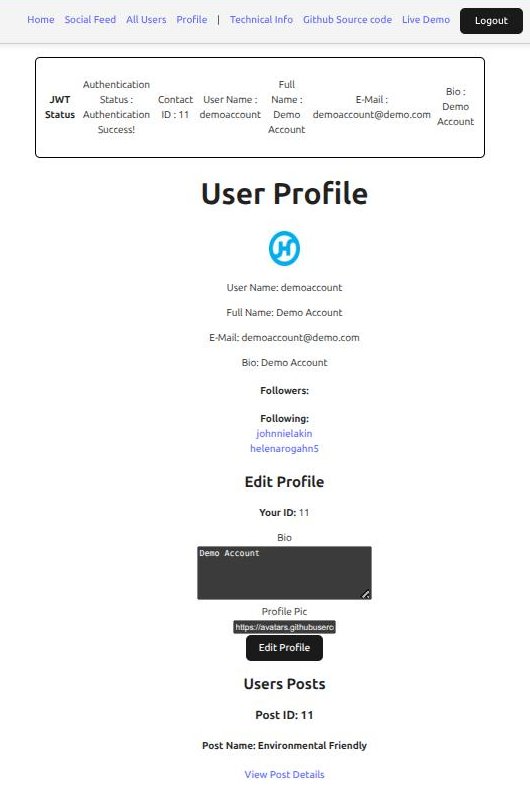 Home Social Feed All Users Profile | Technical Info Github Source code Live Demo Logout
JWT Status
Authentication Status : Authentication Success!
Contact ID : 11
User Name : demoaccount
Full Name : Demo Account
E-Mail : demoaccount@demo.com
Bio : Demo Account
User Profile
User Name: demoaccount
Full Name: Demo Account
E-Mail: demoaccount@demo.com
Bio: Demo Account
Followers:
Following:
johnnielakin
helenarogahn5
Edit Profile
Your ID: 11
Bio
Demo Account
Profile Pic
https://avatars.githubuserc
Edit Profile
Users Posts
Post ID: 11
Post Name: Environmental Friendly
View Post Details